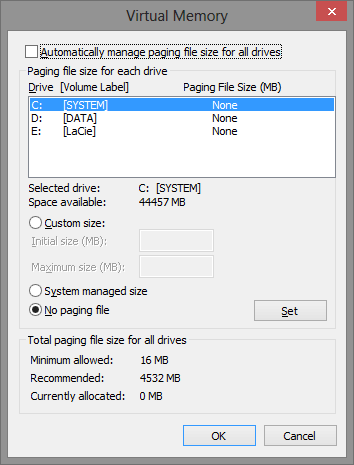 Virtual Memory
Automatically manage paging file size for all drives
Paging file size for each drive
Drive [Volume Label] Paging File Size (MB)
C: [SYSTEM] None
D: [DATA] None
E: [LaCie] None
Selected drive: C: [SYSTEM]
Space available: 44457 MB
Custom size:
Initial size (MB):
Maximum size (MB):
System managed size
No paging file Set
Total paging file size for all drives
Minimum allowed: 16 MB
Recommended: 4532 MB
Currently allocated: 0 MB
OK Cancel